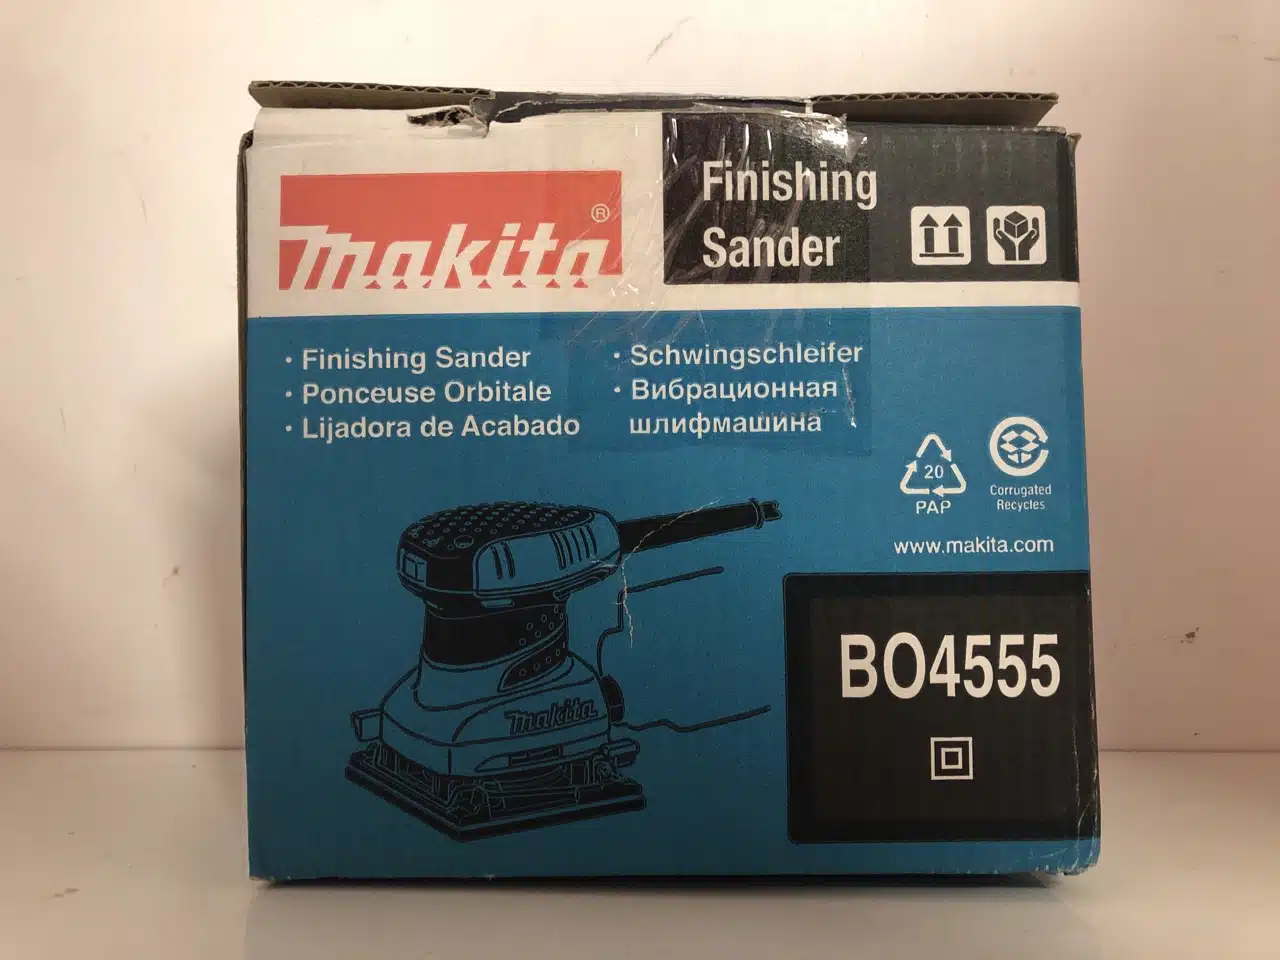 makita®
Finishing
Sander
• Finishing Sander
• Ponceuse Orbitale
• Lijadora de Acabado
• Schwingschleifer
• Вибрационная
шлифмашина
20
PAP
Corrugated
Recycles
www.makita.com
BO4555
makita